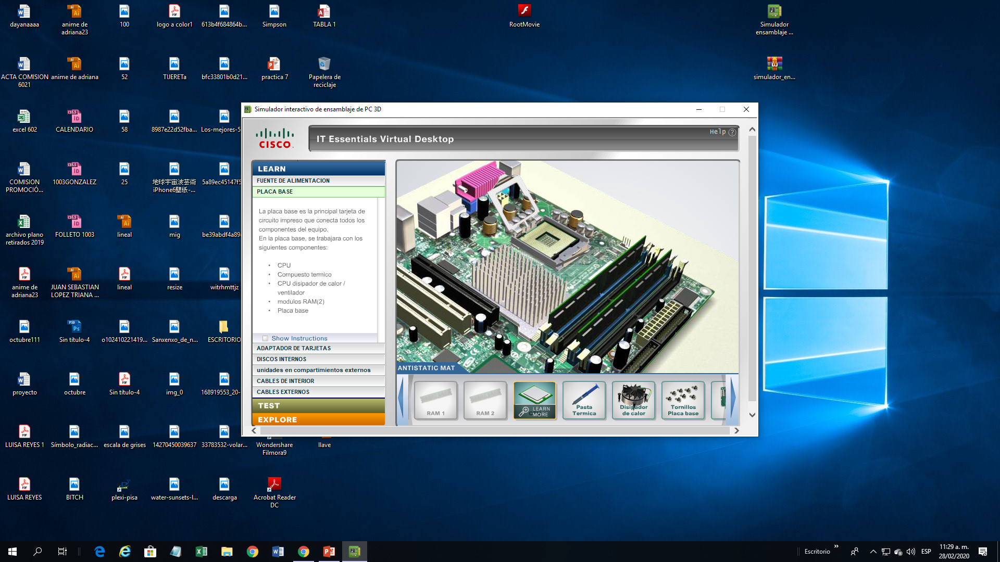 dayanaaaa
anime de
adriana23
100
logo a color1
613b4f684864b...
Simpson
TABLA 1
RootMovie
Simulador
ensamblaje ...
ACTA COMISION
6021
anime de adriana
52
TIJERETa
bfc33801b0d21...
practica 7
Papelera de
reciclaje
simulador_en...
excel 602
CALENDARIO
58
8987e22d52fba...
Los-mejores-5
COMISION
PROMOCIÓ...
1003GONZALEZ
25
地球宇宙波芸術
iPhone6壁紙-...
5a89ec45147f5
archivo plano
retirados 2019
FOLLETO 1003
lineal
mig
be39abdf4a89
anime de
adriana23
JUAN SEBASTIAN
LOPEZ TRIANA ...
lineal
resize
witrhmttjz
octubre111
Sin título-4
o102410221419...
Sanxenxo_de_n...
ESCRITORIO
proyecto
octubre
Sin título-4
img_0
168919553_20-
LUISA REYES 1
Símbolo_radiac...
escala de grises
14270450039637
33783532-volar...
Wondershare
Filmora9
llave
LUISA REYES
BITCH
plexi-pisa
water-sunsets-l...
descarga
Acrobat Reader
DC
Simulador interactivo de ensamblaje de PC 3D
CISCO
IT Essentials Virtual Desktop
Help ?
LEARN
FUENTE DE ALIMENTACION
PLACA BASE
La placa base es la principal tarjeta de
circuito impreso que conecta todos los
componentes del equipo.
En la placa base, se trabajara con los
siguientes componentes:
• CPU
• Compuesto termico
• CPU disipador de calor /
ventilador
• modulos RAM(2)
• Placa base
Show Instructions
ADAPTADOR DE TARJETAS
DISCOS INTERNOS
unidades en compartimientos externos
CABLES DE INTERIOR
CABLES EXTERNOS
TEST
EXPLORE
ANTISTATIC MAT
RAM 1
RAM 2
LEARN
MORE
Pasta
Termica
Disipador
de calor
Tornillos
Placa base
Escritorio
ESP
11:29 a. m.
28/02/2020